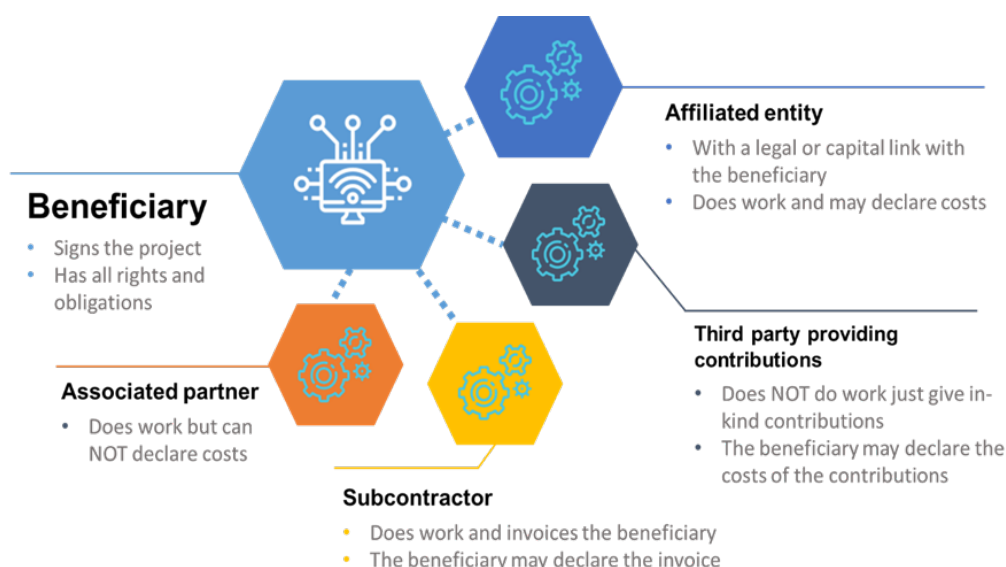 Beneficiary
• Signs the project
• Has all rights and
obligations
Affiliated entity
• With a legal or capital link with
the beneficiary
• Does work and may declare costs
Third party providing
contributions
• Does NOT do work just give in-
kind contributions
• The beneficiary may declare the
costs of the contributions
Associated partner
• Does work but can
NOT declare costs
Subcontractor
• Does work and invoices the beneficiary
• The beneficiary may declare the invoice